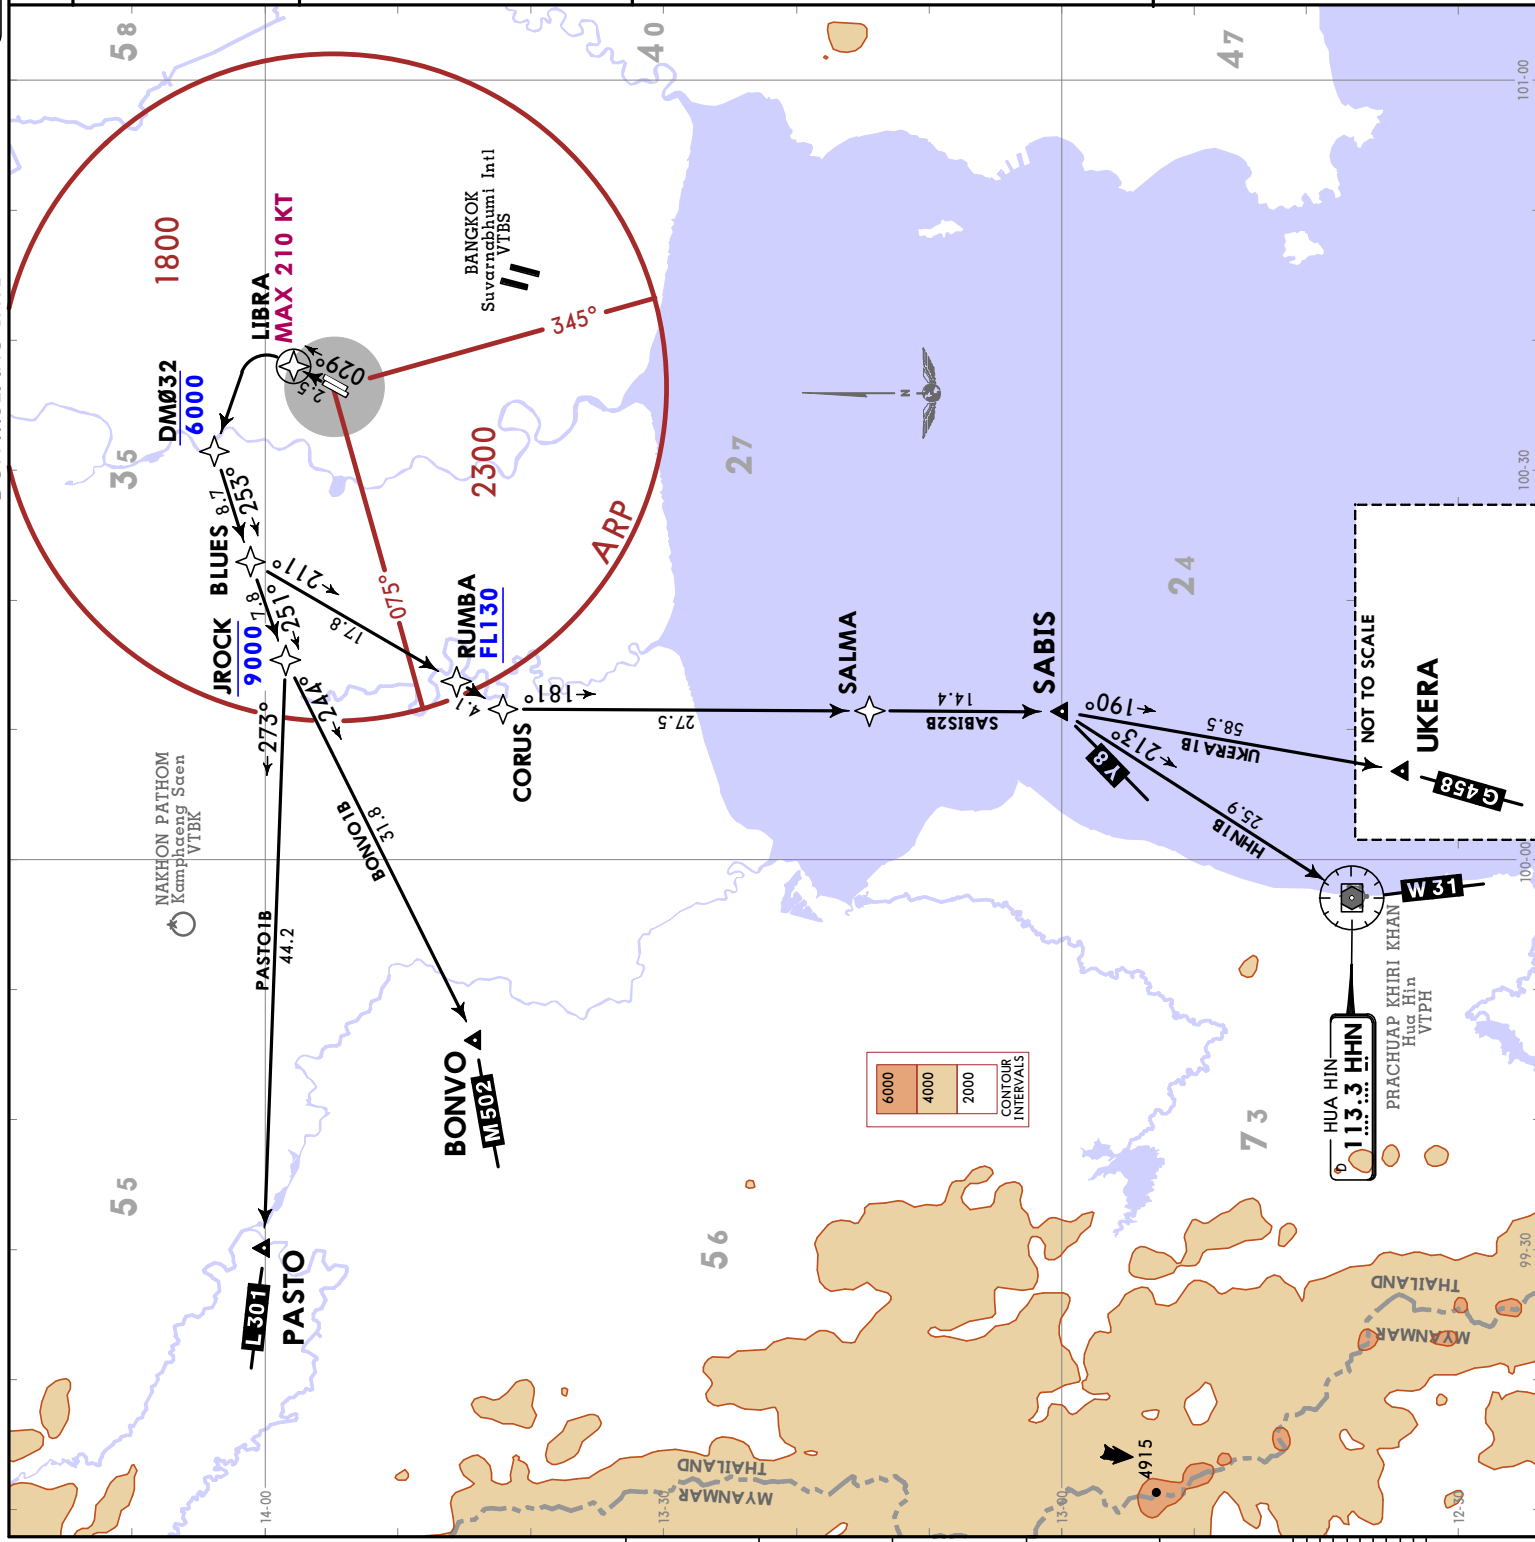 58
40
47
101-00
1800
LIBRA
MAX 210 KT
BANGKOK
Suvarnabhumi Intl
VTBS
345°
DMØ32
6000
029°
2.5
35
8.7
253°
BLUES
211°
17.8
7.8
251°
JROCK
9000
2300
075°
ARP
RUMBA
FL130
4.1
CORUS
181°
27.5
27
N
100-30
24
SALMA
14.4
SABIS2B
SABIS
190°
58.5
UKERA1B
213°
Y8
25.9
HHN1B
NOT TO SCALE
UKERA
G458
273°
244°
NAKHON PATHOM
Kamphaeng Saen
VTBK
PASTO1B
44.2
BONVO1B
31.8
BONVO
M502
100-00
W31
PRACHUAP KHIRI KHAN
Hua Hin
VTPH
HUA HIN
D
113.3 HHN
6000
4000
2000
CONTOUR
INTERVALS
73
55
56
L301
PASTO
99-30
THAILAND
MYANMAR
THAILAND
MYANMAR
4915
14-00
13-30
13-00
12-30